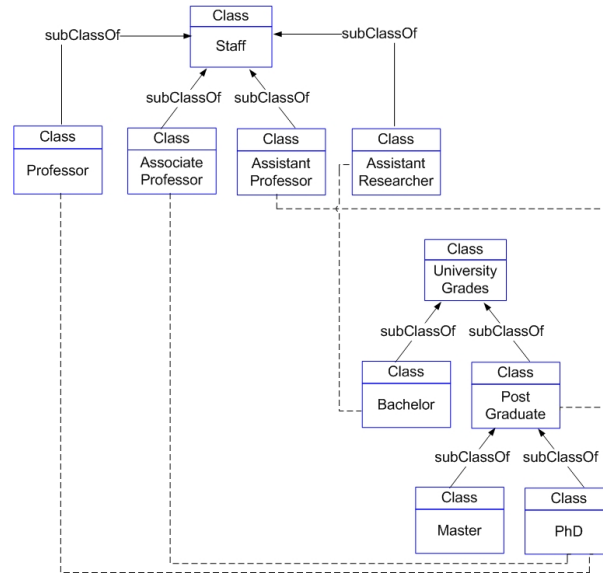 Class
subClassOf
subClassOf
Staff
subClassOf
subClassOf
Class
Class
Class
Class
Professor
Associate
Professor
Assistant
Professor
Assistant
Researcher
Class
University
Grades
subClassOf
subClassOf
Class
Class
Bachelor
Post
Graduate
subClassOf
subClassOf
Class
Class
Master
PhD